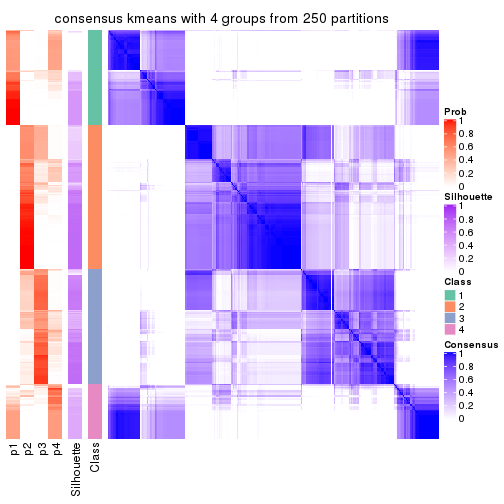 consensus kmeans with 4 groups from 250 partitions
Prob
1
0.8
0.6
0.4
0.2
0
Silhouette
1
0.8
0.6
0.4
0.2
0
Class
1
2
3
4
Consensus
1
0.8
0.6
0.4
0.2
0
p1
p2
p3
p4
Silhouette
Class